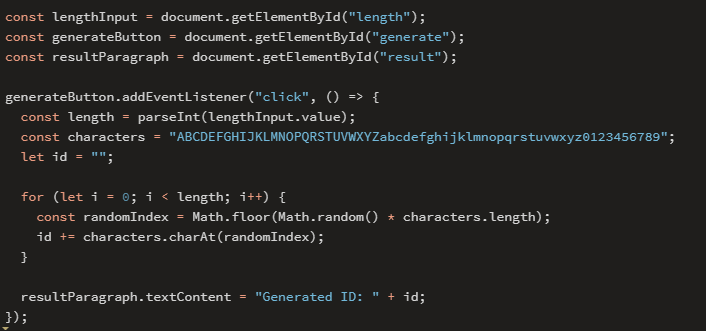 const lengthInput = document.getElementById("length");
const generateButton = document.getElementById("generate");
const resultParagraph = document.getElementById("result");

generateButton.addEventListener("click", () => {
  const length = parseInt(lengthInput.value);
  const characters = "ABCDEFGHIJKLMNOPQRSTUVWXYZabcdefghijklmnopqrstuvwxyz0123456789";
  let id = "";

  for (let i = 0; i < length; i++) {
    const randomIndex = Math.floor(Math.random() * characters.length);
    id += characters.charAt(randomIndex);
  }

  resultParagraph.textContent = "Generated ID: " + id;
});